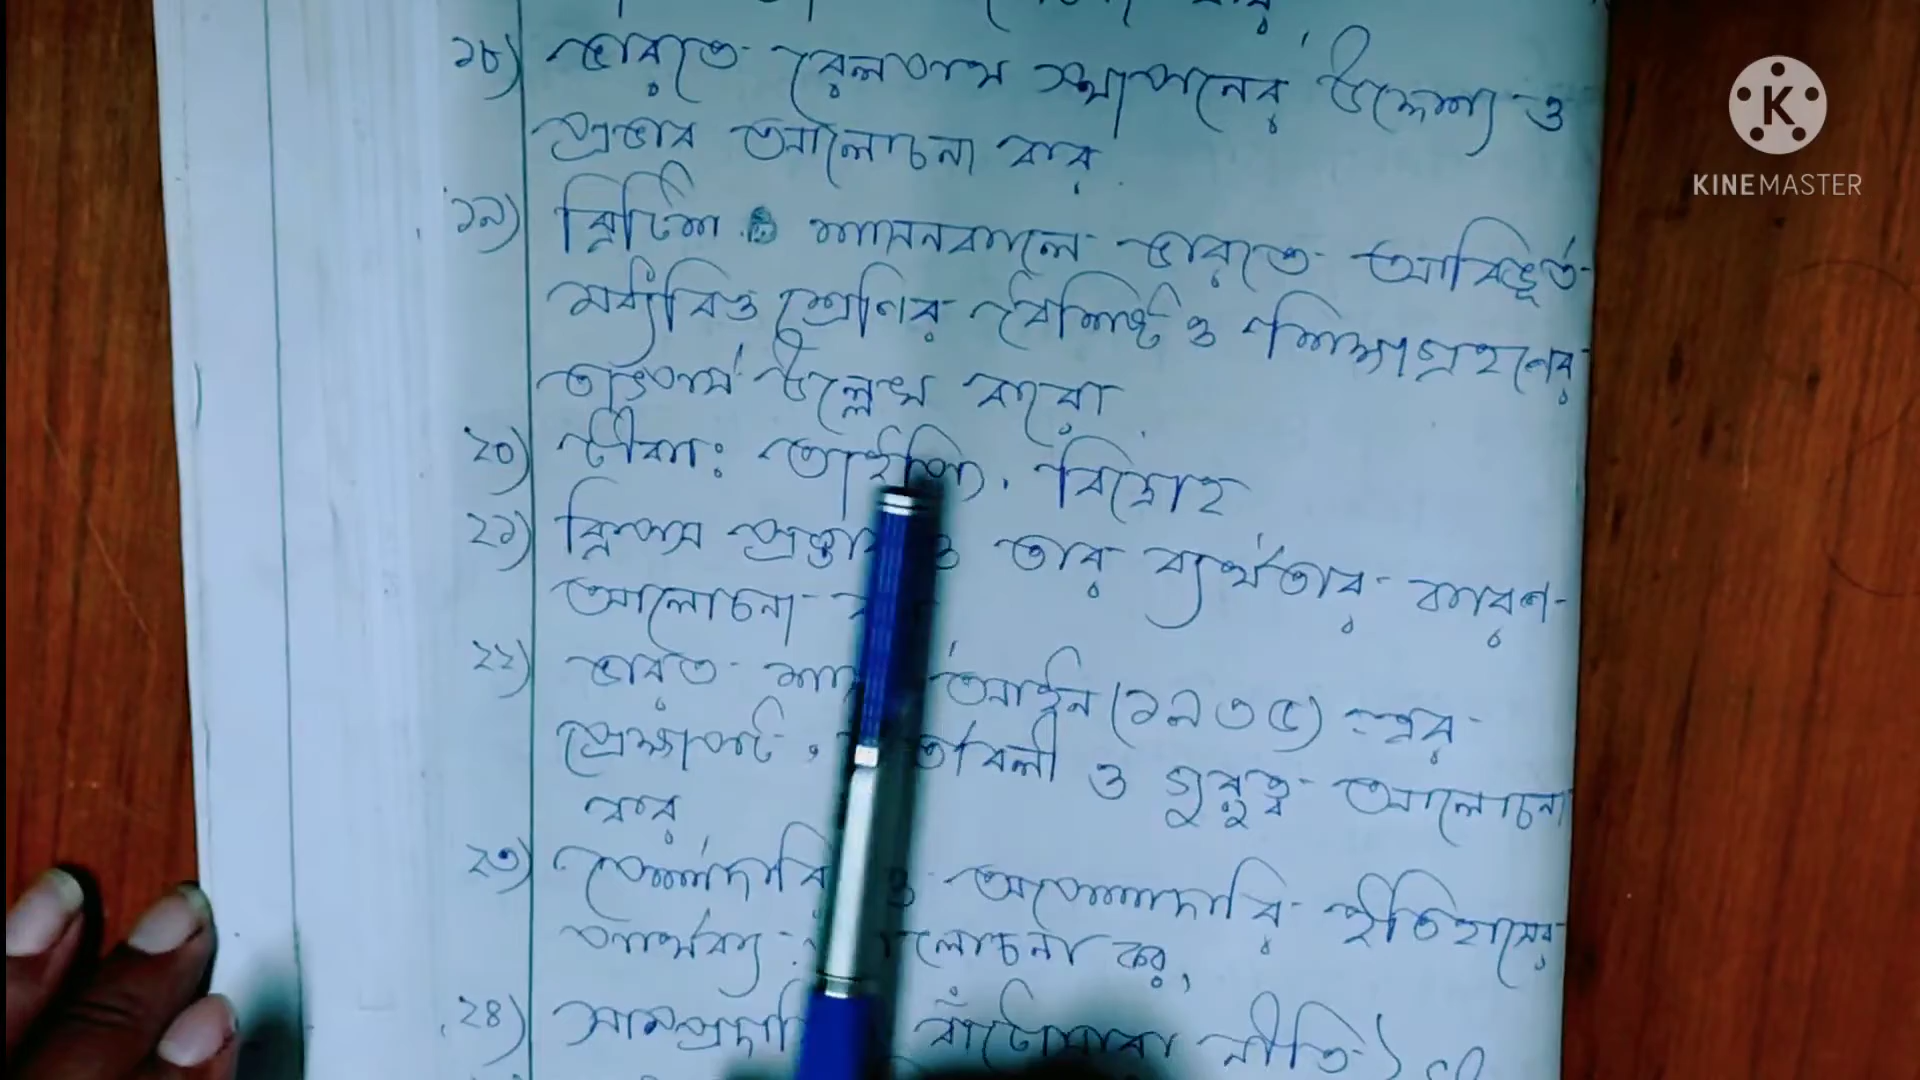 ১৮) ভারতে রেলপথ স্থাপনের উদ্দেশ্য ও
প্রভাব আলোচনা কর
১৯) ব্রিটিশ শাসনকালে ভারতে আবির্ভূত
মধ্যবিত্ত শ্রেণির বৈশিষ্ট ও শিক্ষাগ্রহণের
তাৎপর্য উল্লেখ করো
২০) টীকা: তাইপিং বিদ্রোহ
২১) ক্রিপস প্রস্তাব ও তার ব্যর্থতার কারণ
আলোচনা
২২) ভারত আইন (১৯৩৫) এর
প্রেক্ষাপট, শর্তাবলী ও গুরুত্ব আলোচনা
কর
২৩) পেশাদারি ও অপেশাদারি ইতিহাসের
পার্থক্য আলোচনা কর,
২৪) বাঁটোয়ারা নীতি
KINEMASTER